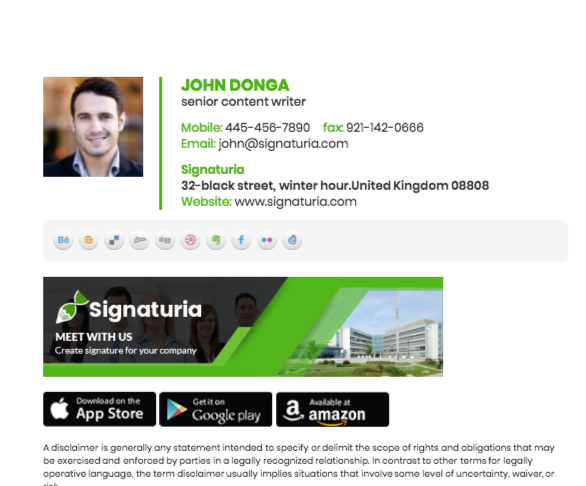 JOHN DONGA
senior content writer
Mobile: 445-456-7890 fax: 921-142-0666
Email: john@signaturia.com
Signaturia
32-black street, winter hour.United Kingdom 08808
Website: www.signaturia.com
Bē
digg
f
Signaturia
MEET WITH US
Create signature for your company
Download on the
App Store
Get it on
Google play
a
Available at
amazon
A disclaimer is generally any statement intended to specify or delimit the scope of rights and obligations that may
be exercised and enforced by parties in a legally recognized relationship. In contrast to other terms for legally
operative language, the term disclaimer usually implies situations that involve some level of uncertainty, waiver, or